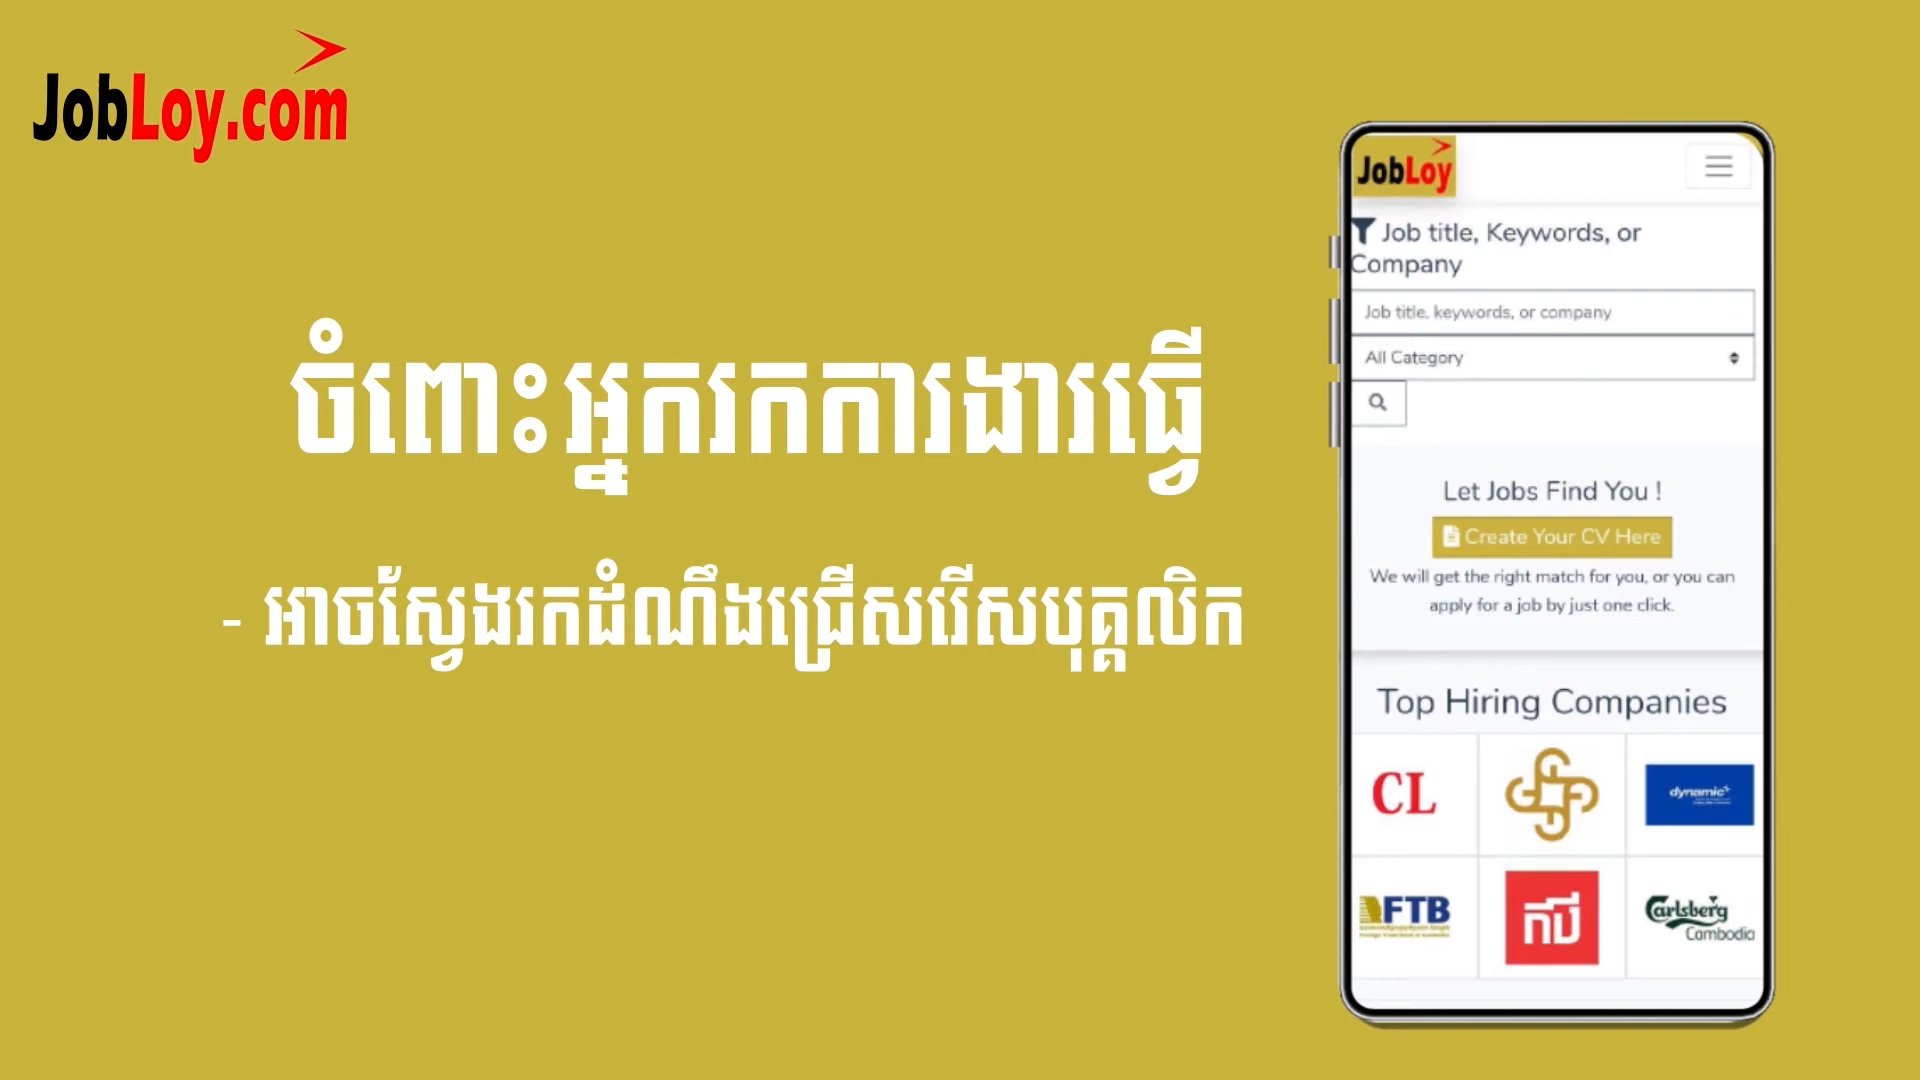 JobLoy.com
ចំពោះអ្នករកការងារធ្វើ
- អាចស្វែងរកដំណឹងជ្រើសរើសបុគ្គលិក
JobLoy
Job title, Keywords, or
Company
Job title, keywords, or company
All Category
Let Jobs Find You !
Create Your CV Here
We will get the right match for you, or you can
apply for a job by just one click.
Top Hiring Companies
CL
dynamic
FTB
Carlsberg
Cambodia